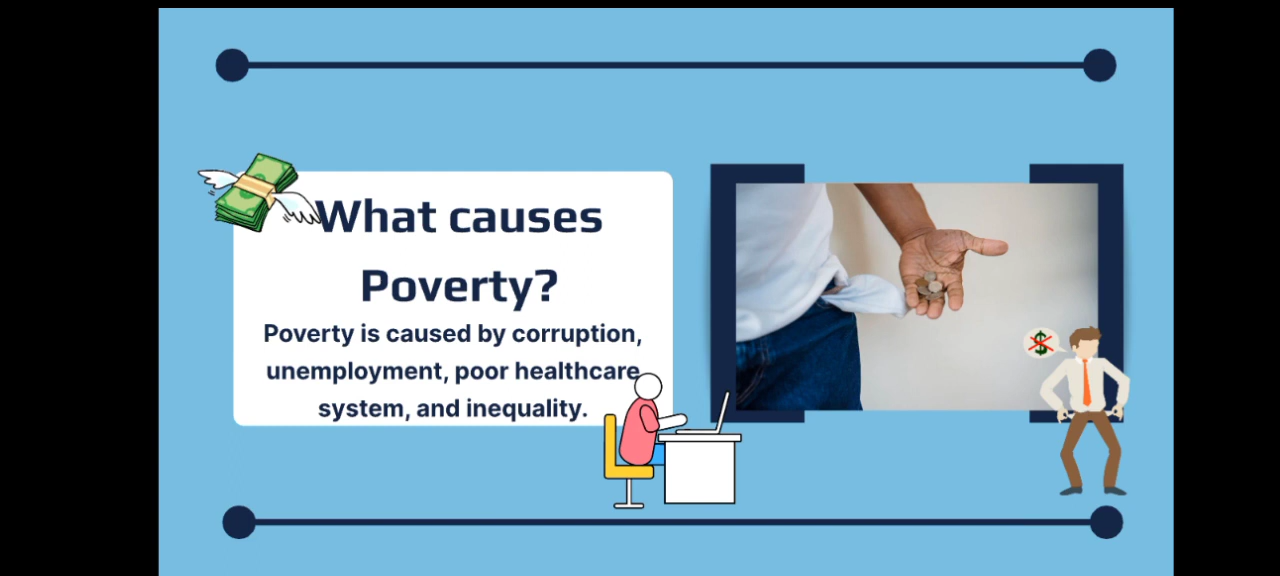 What causes
Poverty?
Poverty is caused by corruption,
unemployment, poor healthcare
system, and inequality.
$